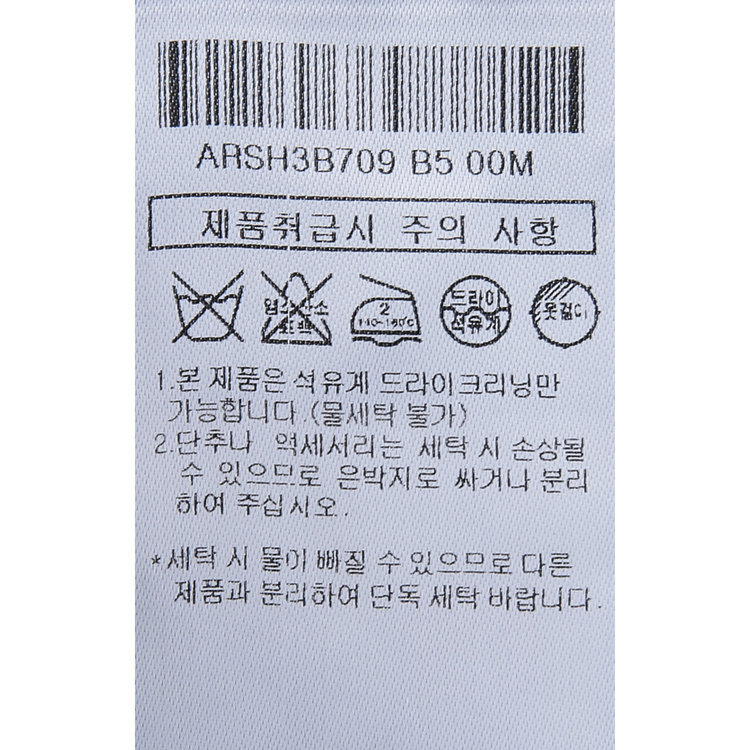 ARSH3B709 B5 00M
제품취급시 주의 사항
염소산소
표백
2
140-160℃
드라이
석유계
옷걸이
1.본 제품은 석유계 드라이크리닝만
가능합니다.(물세탁 불가)
2.단추나 억세서리는 세탁 시 손상될
수 있으므로 은박지로 싸거나 분리
하여 주십시오.
*세탁 시 물이 빠질 수 있으므로 다른
제품과 분리하여 단독 세탁 바랍니다.